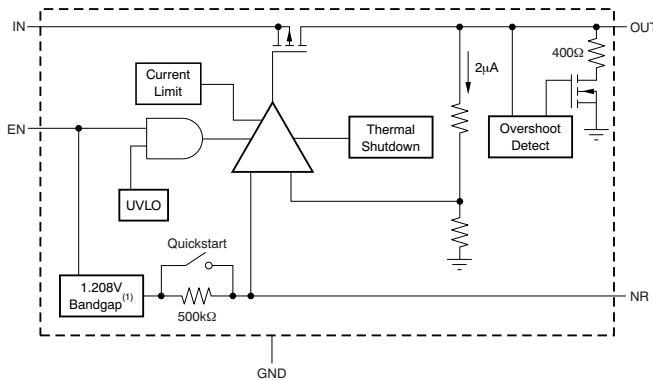 IN
OUT
400Ω
2µA
Current
Limit
EN
Thermal
Shutdown
Overshoot
Detect
UVLO
Quickstart
1.208V
Bandgap(1)
500kΩ
NR
GND